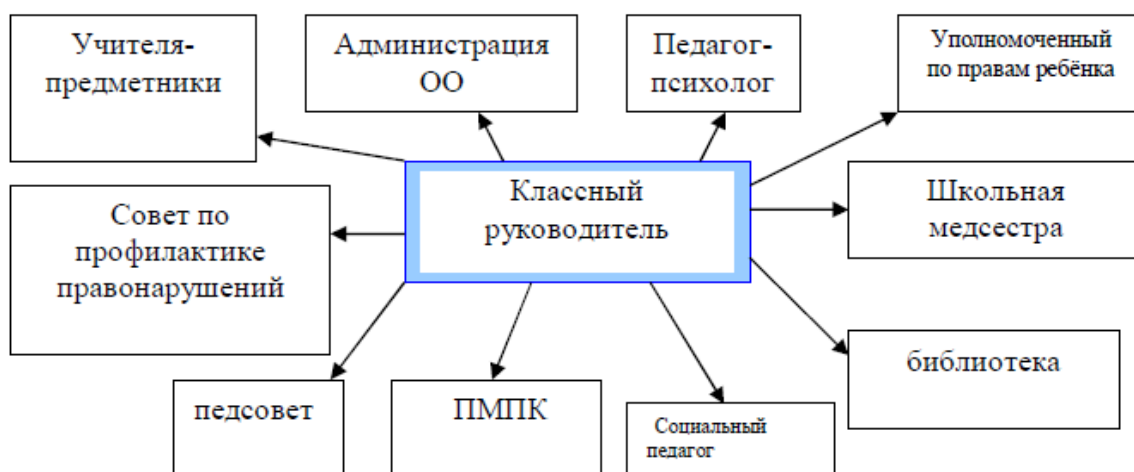 Учителя-
предметники
Администрация
ОО
Педагог-
психолог
Уполномоченный
по правам ребёнка
Классный
руководитель
Совет по
профилактике
правонарушений
Школьная
медсестра
библиотека
педсовет
ПМПК
Социальный
педагог